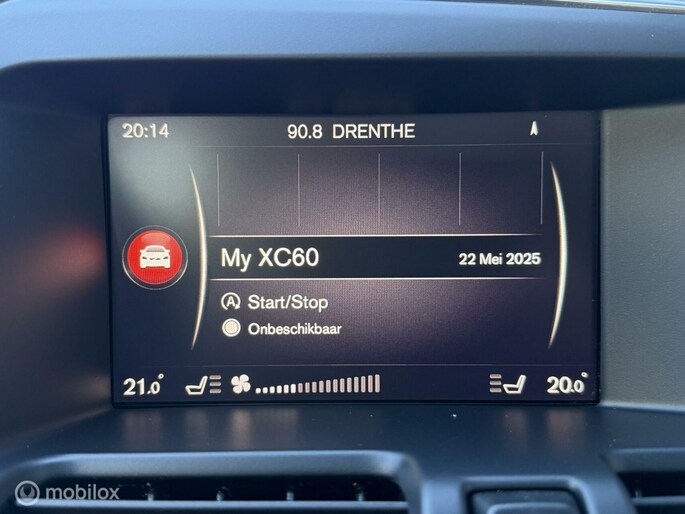 20:14 90.8 DRENTHE
My XC60 22 Mei 2025
A Start/Stop
Onbeschikbaar
21.0° 20.0°
mobilox